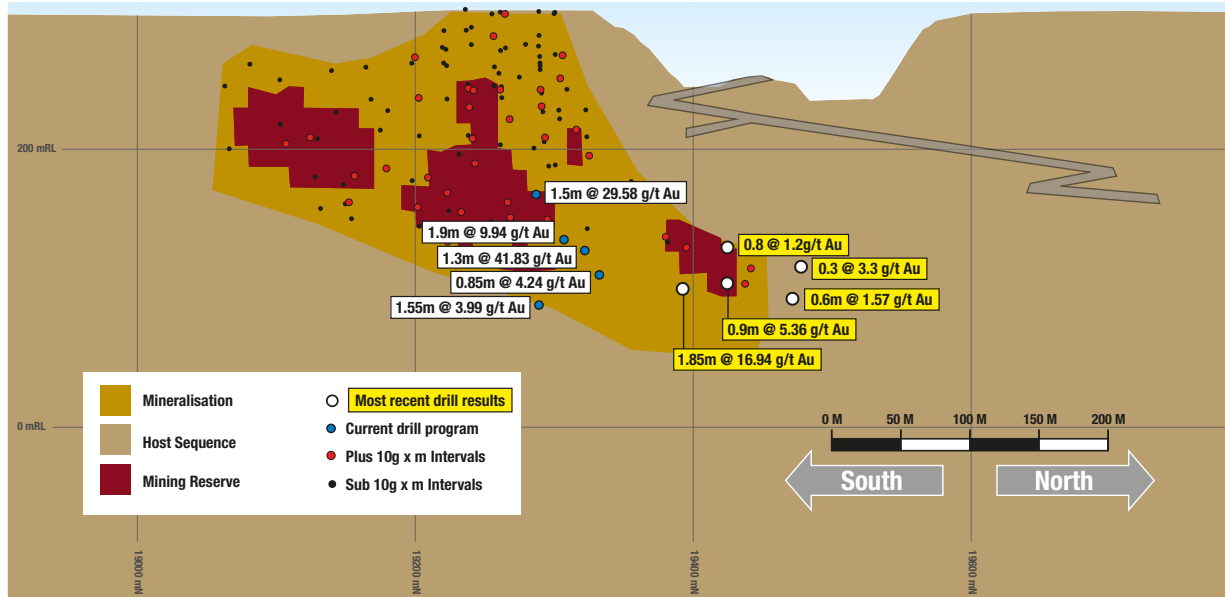 200 mRL
1.5m @ 29.58 g/t Au
1.9m @ 9.94 g/t Au
1.3m @ 41.83 g/t Au
0.85m @ 4.24 g/t Au
1.55m @ 3.99 g/t Au
0.8 @ 1.2g/t Au
0.3 @ 3.3 g/t Au
0.6m @ 1.57 g/t Au
0.9m @ 5.36 g/t Au
1.85m @ 16.94 g/t Au
Mineralisation
Host Sequence
Mining Reserve
Most recent drill results
Current drill program
Plus 10g x m Intervals
Sub 10g x m Intervals
0 M 50 M 100 M 150 M 200 M
0 mRL
South North
19000 mN 19200 mN 19400 mN 19600 mN